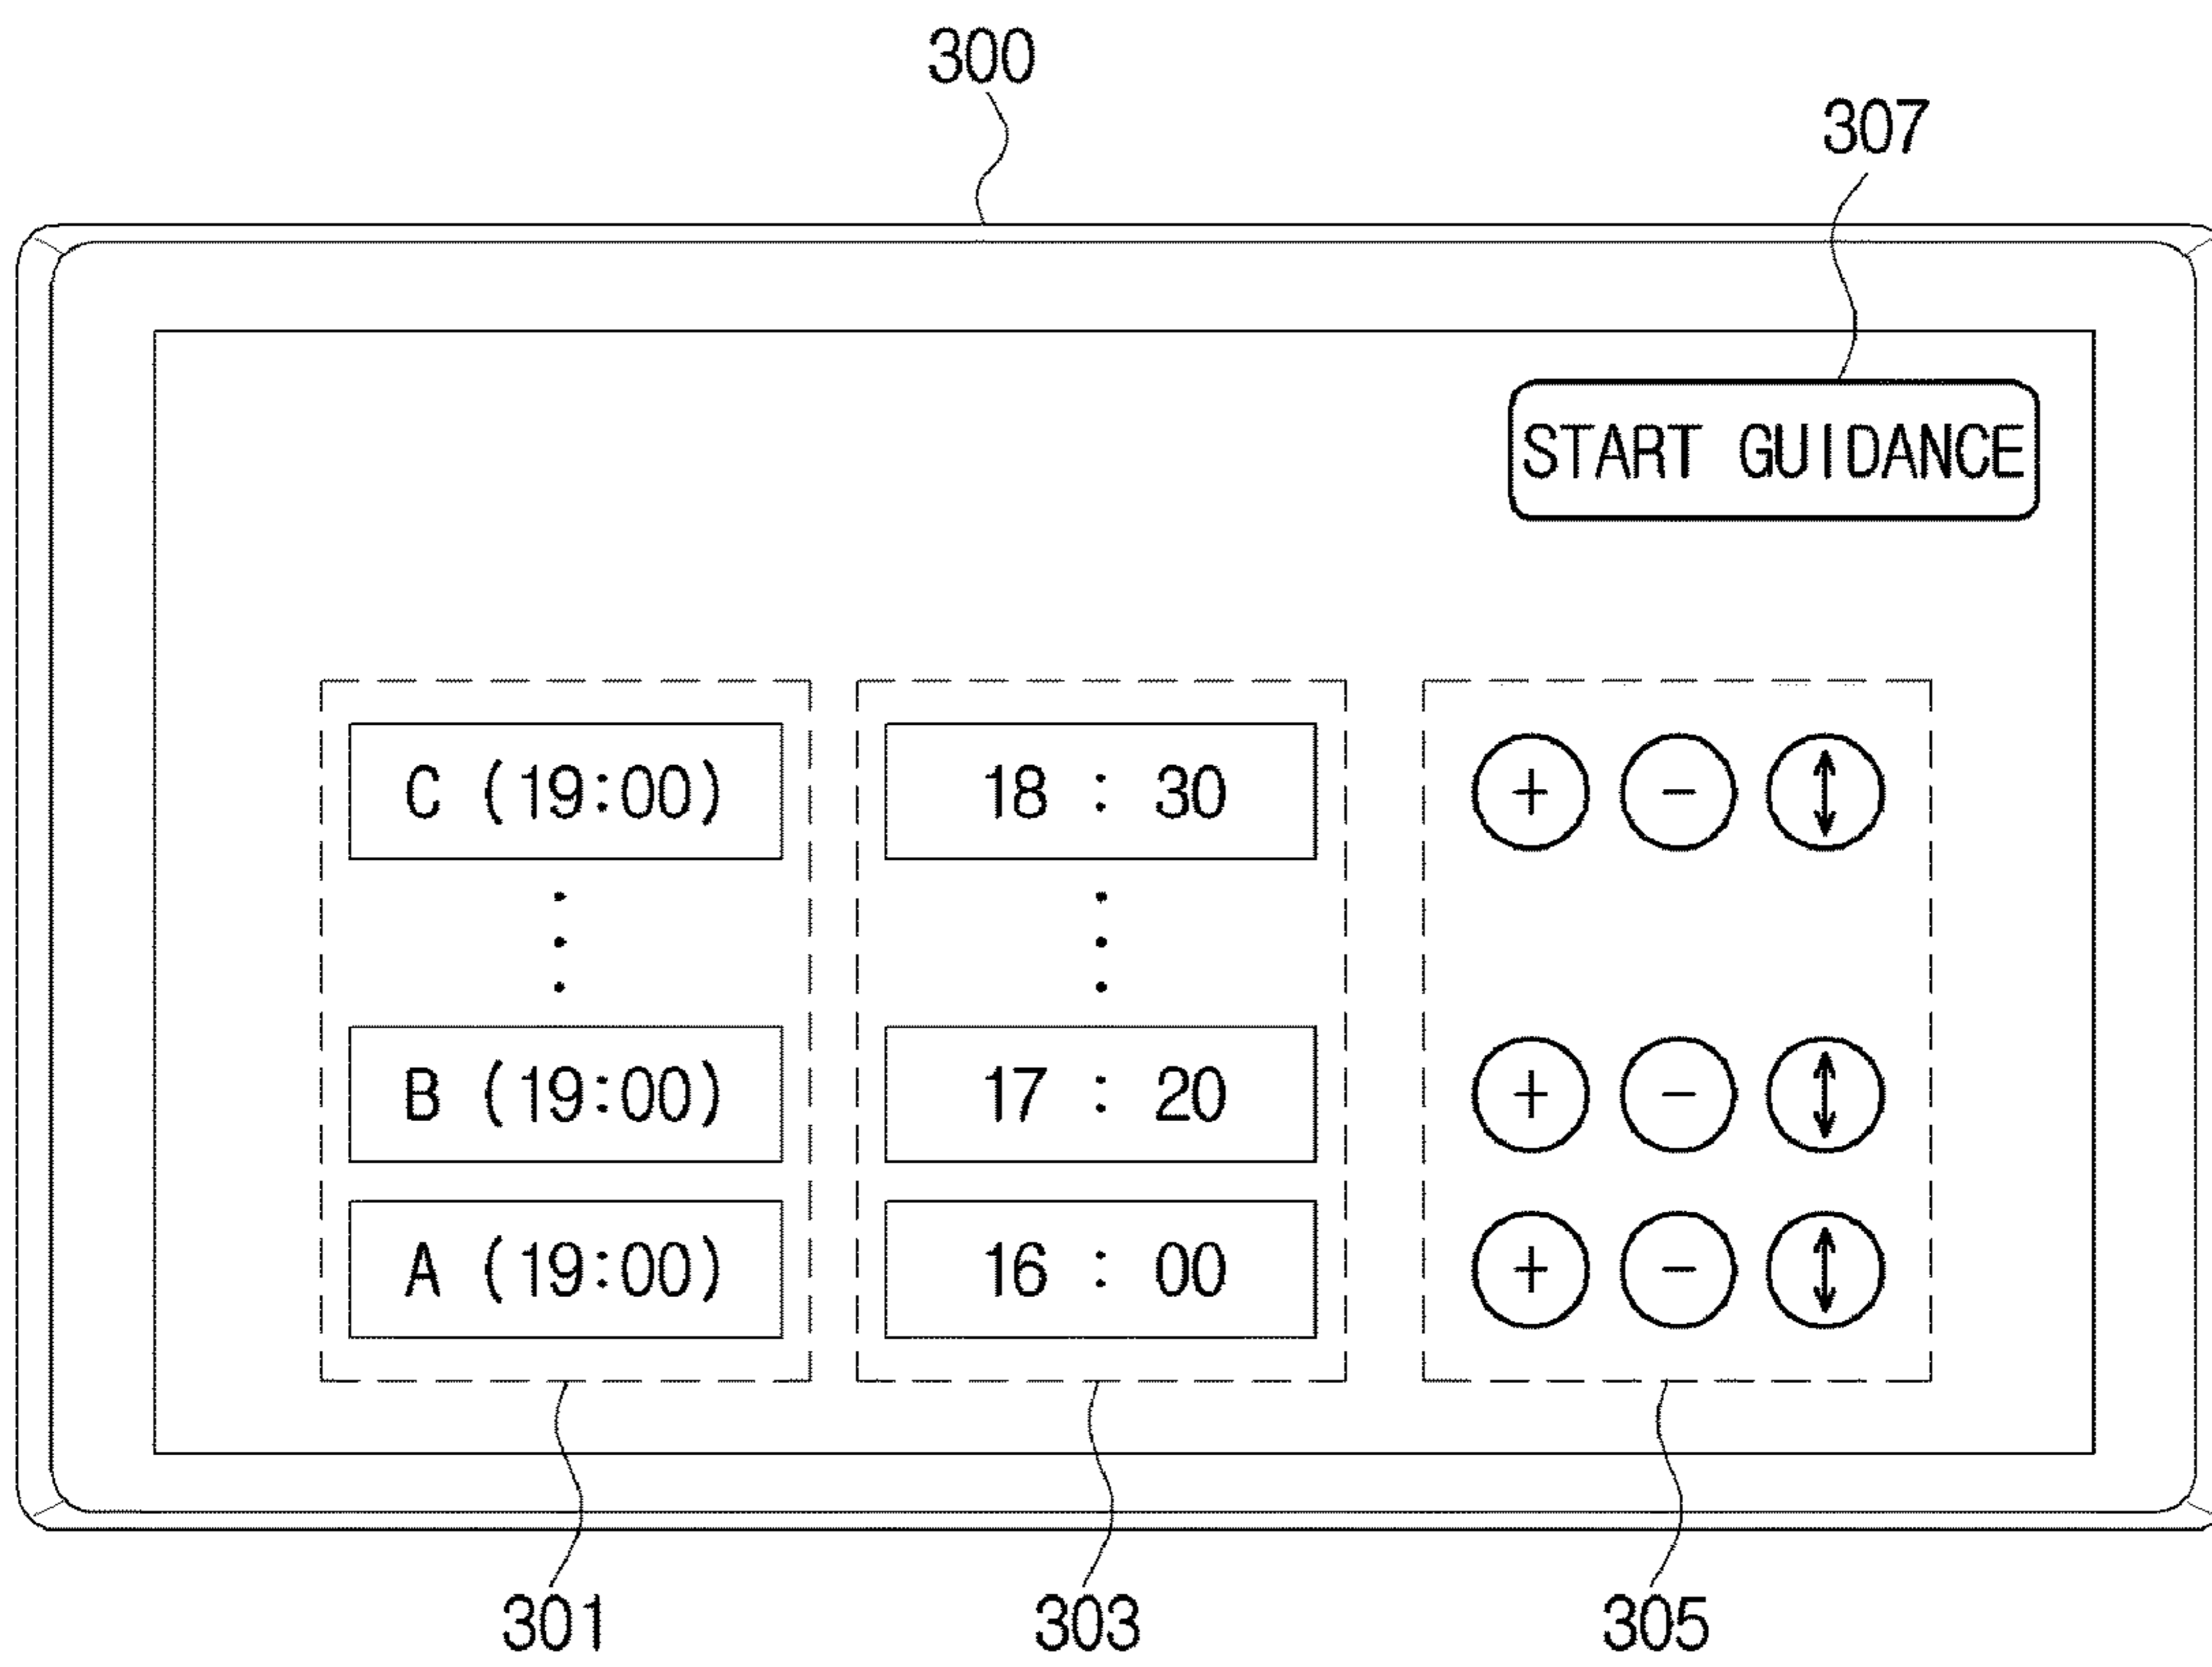 300
307
START GUIDANCE
C (19:00) 18 : 30 + −
B (19:00) 17 : 20 + −
A (19:00) 16 : 00 + −
301 303 305